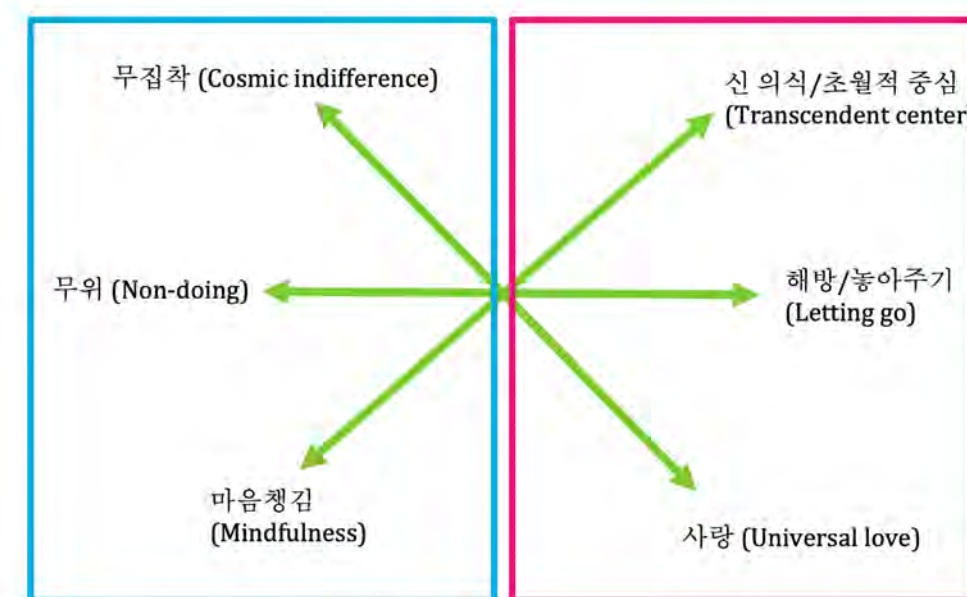 무집착 (Cosmic indifference)
신 의식/초월적 중심
(Transcendent center
무위 (Non-doing)
해방/놓아주기
(Letting go)
마음챙김
(Mindfulness)
사랑 (Universal love)